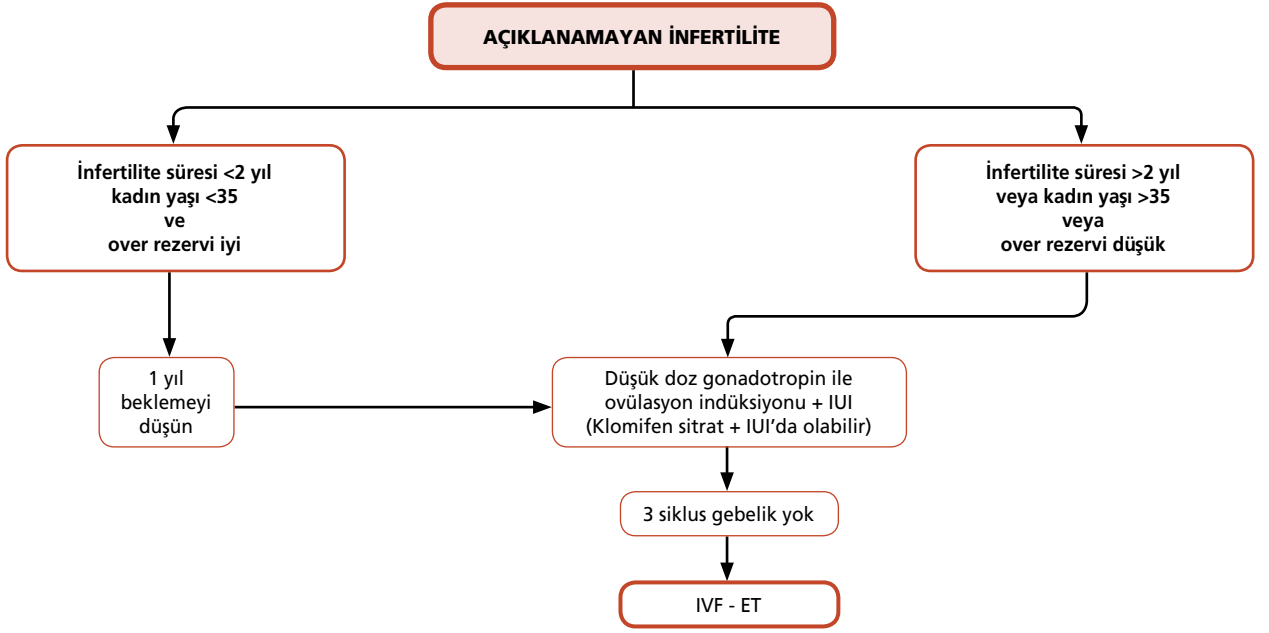 AÇIKLANAMAYAN İNFERTİLİTE
İnfertilite süresi <2 yıl
kadın yaşı <35
ve
over rezervi iyi
İnfertilite süresi >2 yıl
veya kadın yaşı >35
veya
over rezervi düşük
1 yıl
beklemeyi
düşün
Düşük doz gonadotropin ile
ovülasyon indüksiyonu + IUI
(Klomifen sitrat + IUI’da olabilir)
3 siklus gebelik yok
IVF - ET